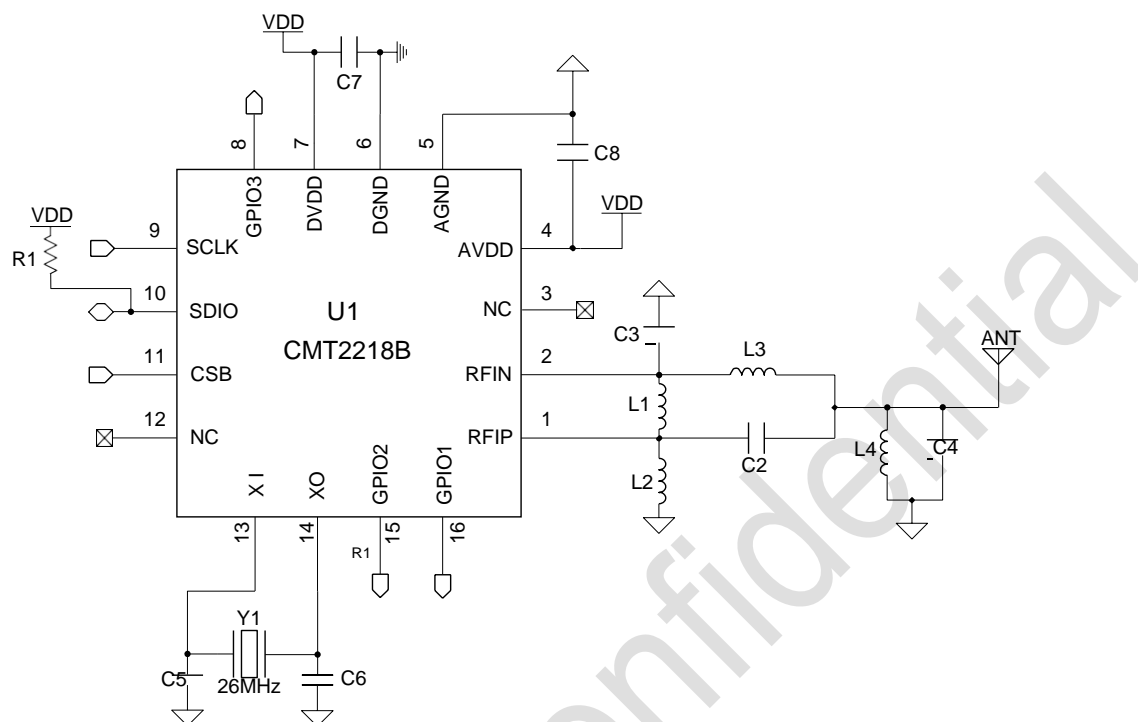 VDD
C7
8
7
6
5
C8
GPIO3
DVDD
DGND
AGND
VDD
VDD
R1
9
SCLK
AVDD
4
10
SDIO
U1
NC
3
CMT2218B
C3
11
CSB
RFIN
2
L3
ANT
L1
12
NC
RFIP
1
C2
L4
C4
L2
XI
XO
GPIO2
GPIO1
13
14
R1
15
16
Y1
C5
26MHz
C6
onfidential